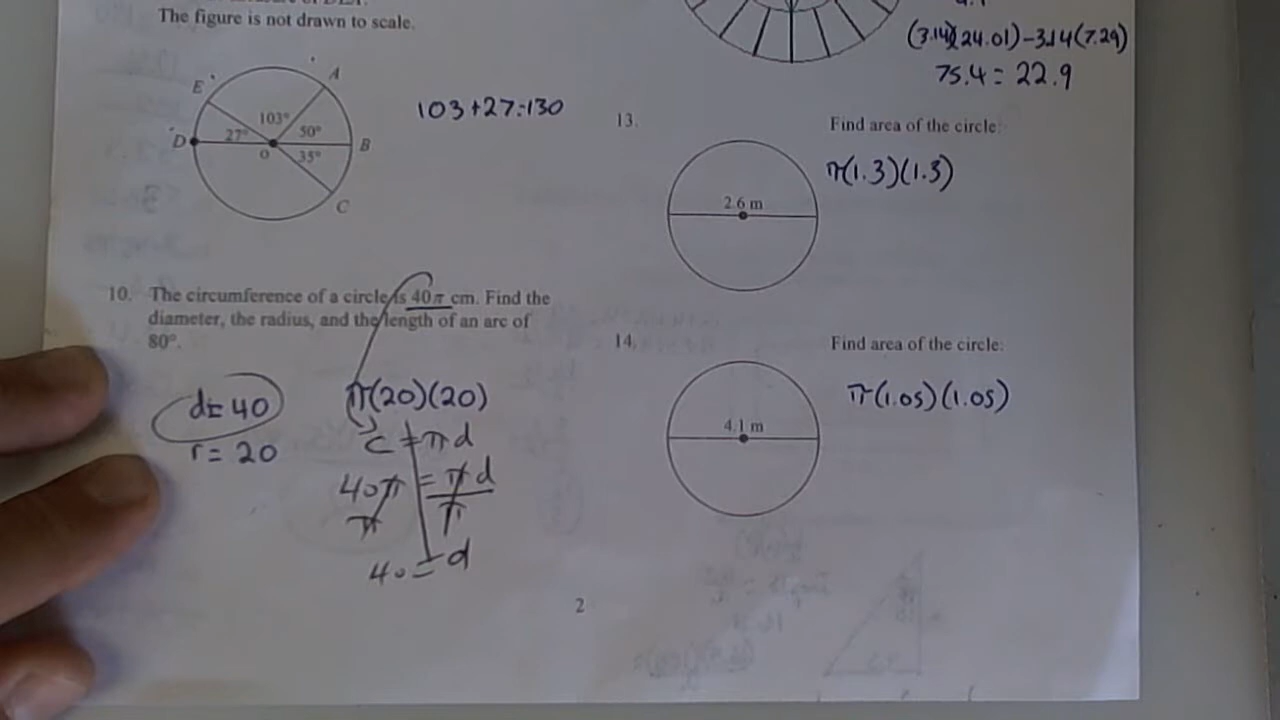 The figure is not drawn to scale.
E
A
103°
27°
50°
D
B
O
35°
C
103+27=130
10. The circumference of a circle is 40π cm. Find the
diameter, the radius, and the length of an arc of
80°.
d= 40
r = 20
π(20)(20)
C = πd
40π = πd
π π
40 = d
(3.14)(24.01) - 3.14(7.29)
75.4 = 22.9
13. Find area of the circle:
π(1.3)(1.3)
2.6 m
14. Find area of the circle:
π(1.05)(1.05)
4.1 m
2